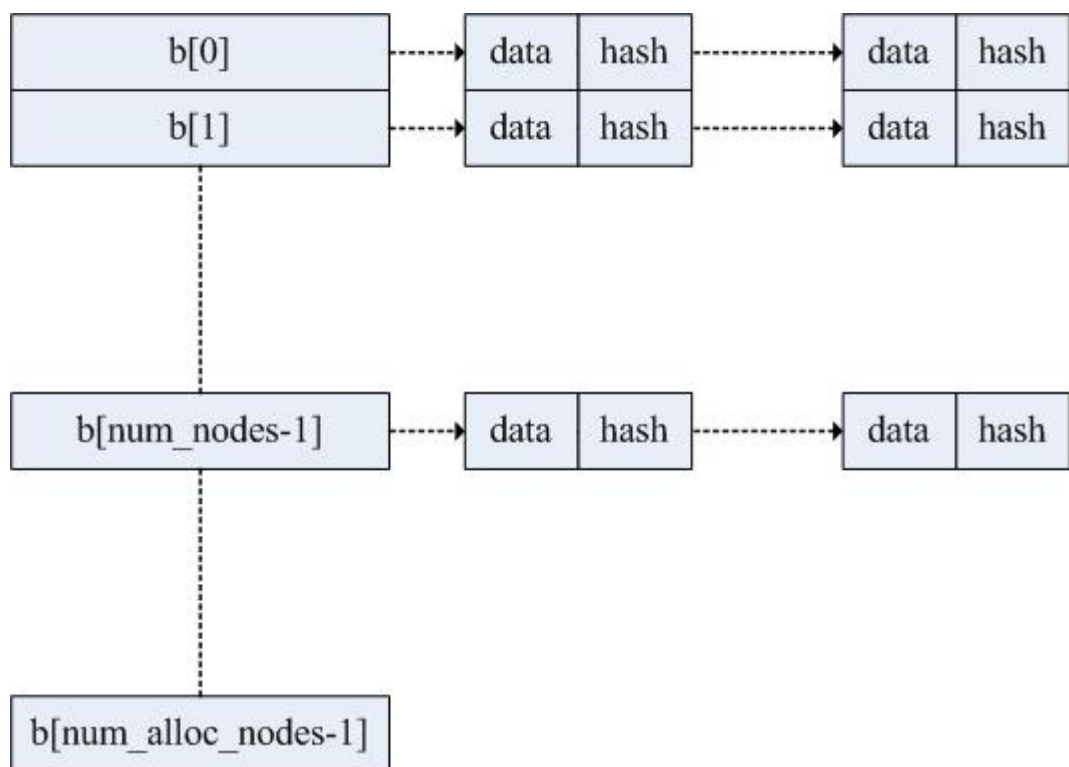 b[0] data hash data hash
b[1] data hash data hash
b[num_nodes-1] data hash data hash
b[num_alloc_nodes-1]